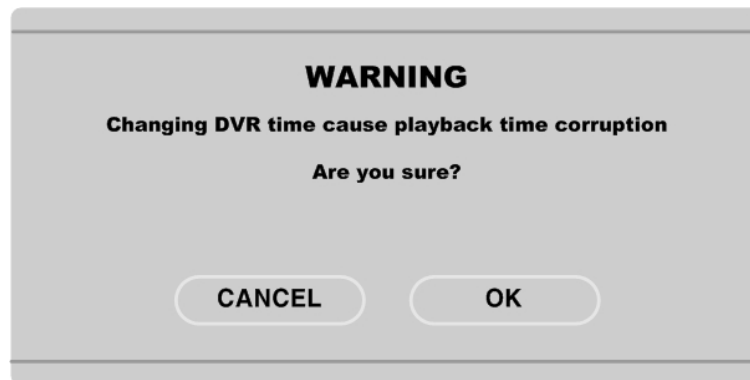 WARNING
Changing DVR time cause playback time corruption
Are you sure?
CANCEL OK